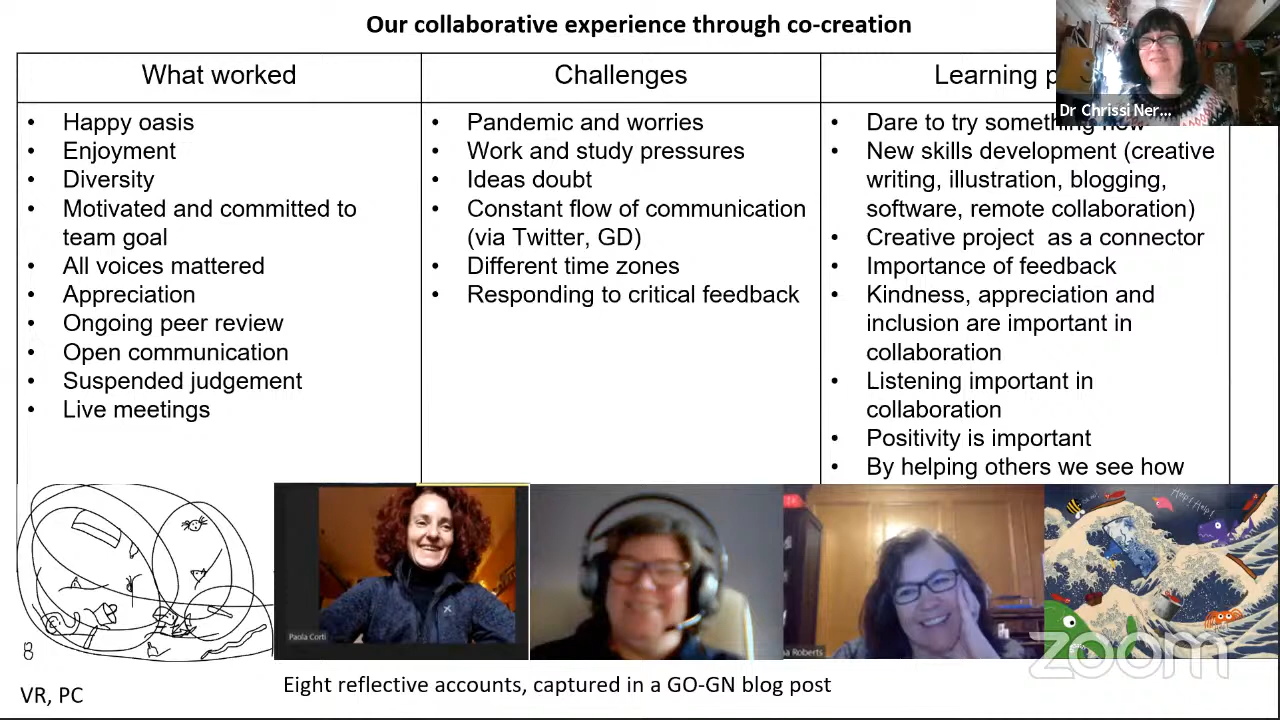 Our collaborative experience through co-creation
What worked
Challenges
Learning
Dr Chrissi Ner...
• Happy oasis
• Enjoyment
• Diversity
• Motivated and committed to
team goal
• All voices mattered
• Appreciation
• Ongoing peer review
• Open communication
• Suspended judgement
• Live meetings
• Pandemic and worries
• Work and study pressures
• Ideas doubt
• Constant flow of communication
(via Twitter, GD)
• Different time zones
• Responding to critical feedback
• Dare to try something new
• New skills development (creative
writing, illustration, blogging,
software, remote collaboration)
• Creative project as a connector
• Importance of feedback
• Kindness, appreciation and
inclusion are important in
collaboration
• Listening important in
collaboration
• Positivity is important
• By helping others we see how
8
Paola Corti
Roberts
Help! Help!
zoom
Eight reflective accounts, captured in a GO-GN blog post
VR, PC